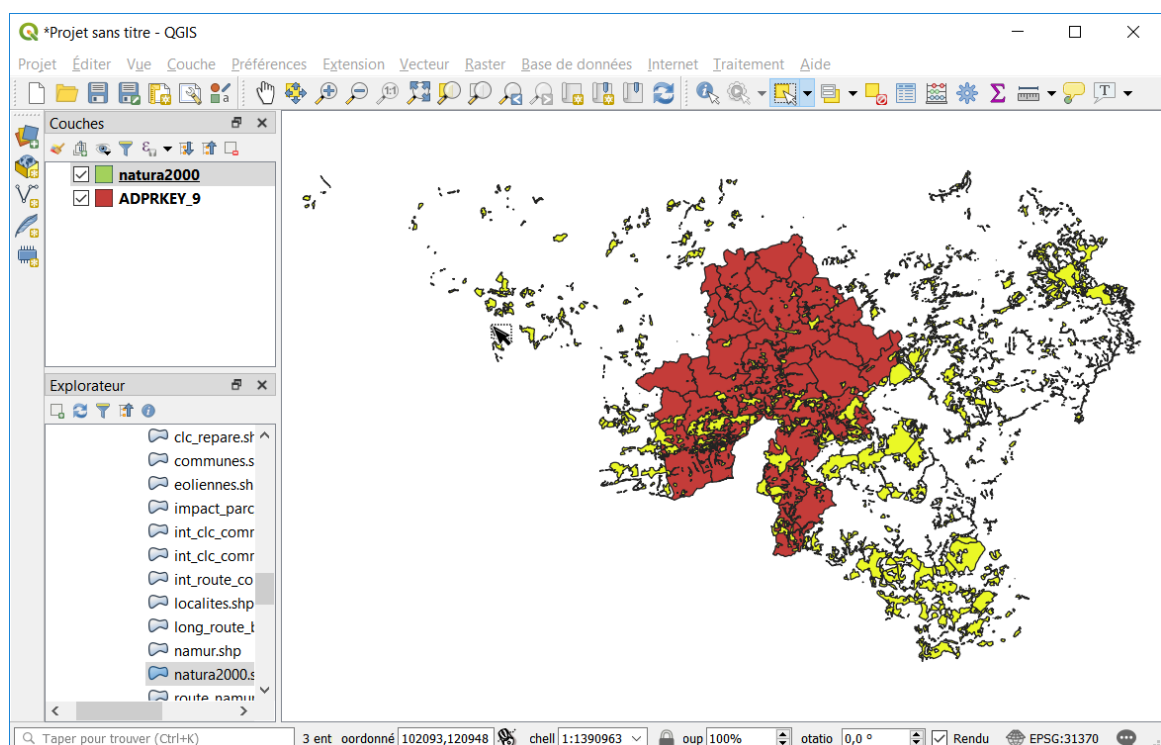 *Projet sans titre - QGIS
Projet Éditer Vue Couche Préférences Extension Vecteur Raster Base de données Internet Traitement Aide
Couches
natura2000
ADPRKEY_9
Explorateur
clc_repare.sh
communes.s
eoliennes.sh
impact_parc
int_clc_comr
int_clc_comr
int_route_co
localites.shp
long_route_b
namur.shp
natura2000.s
route_namur
Taper pour trouver (Ctrl+K) 3 ent oordonné 102093,120948 chell 1:1390963 oup 100% otatio 0,0 ° Rendu EPSG:31370